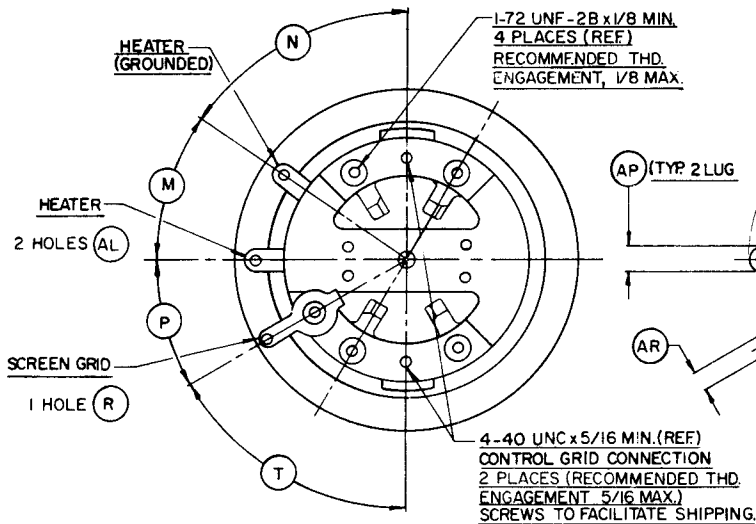 N
HEATER
(GROUNDED)
1-72 UNF-2B x 1/8 MIN,
4 PLACES (REF.)
RECOMMENDED THD.
ENGAGEMENT, 1/8 MAX.
M
AP (TYP. 2 LUG
HEATER
2 HOLES AL
P
SCREEN GRID
1 HOLE R
AR
T
4-40 UNC x 5/16 MIN. (REF.)
CONTROL GRID CONNECTION
2 PLACES (RECOMMENDED THD.
ENGAGEMENT 5/16 MAX.)
SCREWS TO FACILITATE SHIPPING.